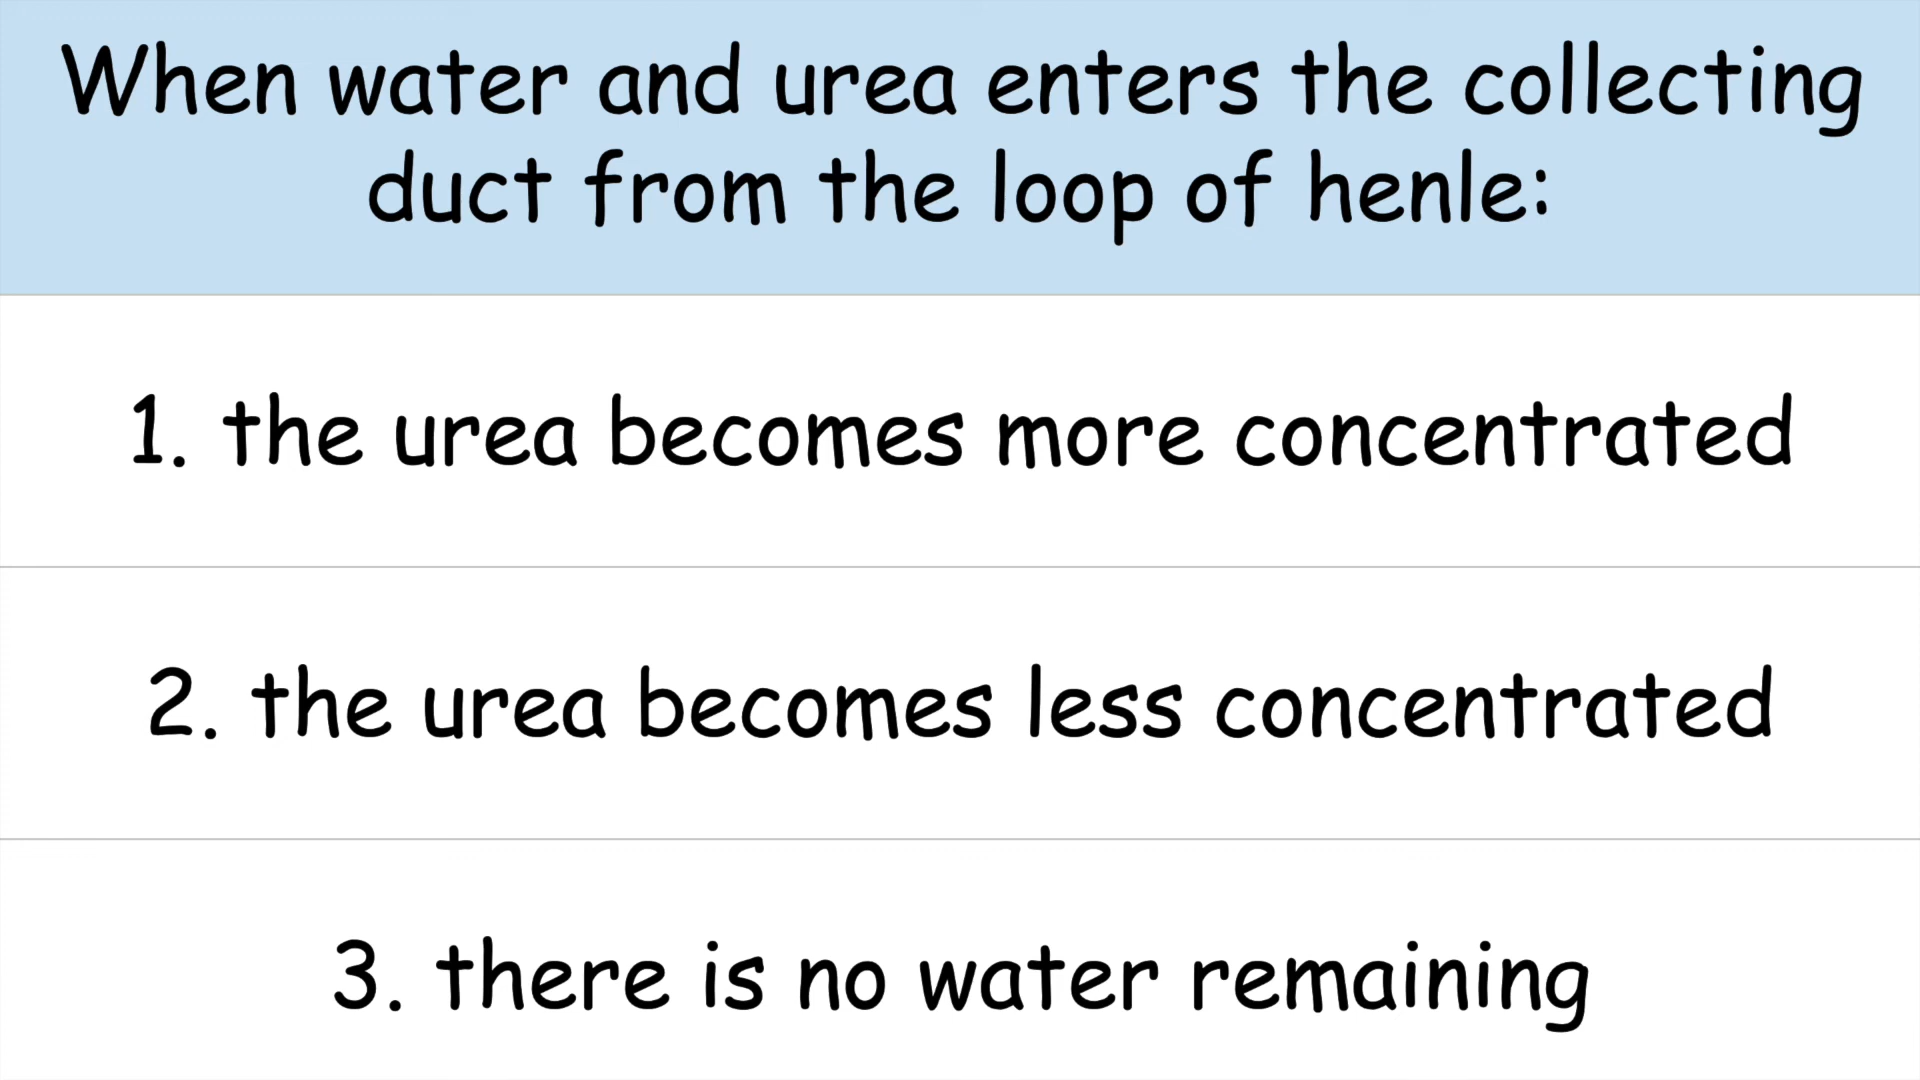 When water and urea enters the collecting
duct from the loop of henle:
1. the urea becomes more concentrated
2. the urea becomes less concentrated
3. there is no water remaining